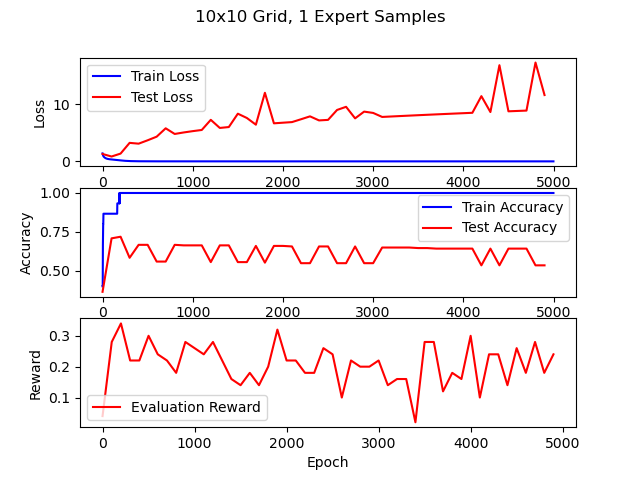 10x10 Grid, 1 Expert Samples
Loss
10
0
Train Loss
Test Loss
0 1000 2000 3000 4000 5000
Accuracy
1.00
0.75
0.50
Train Accuracy
Test Accuracy
0 1000 2000 3000 4000 5000
Reward
0.3
0.2
0.1
Evaluation Reward
0 1000 2000 3000 4000 5000
Epoch